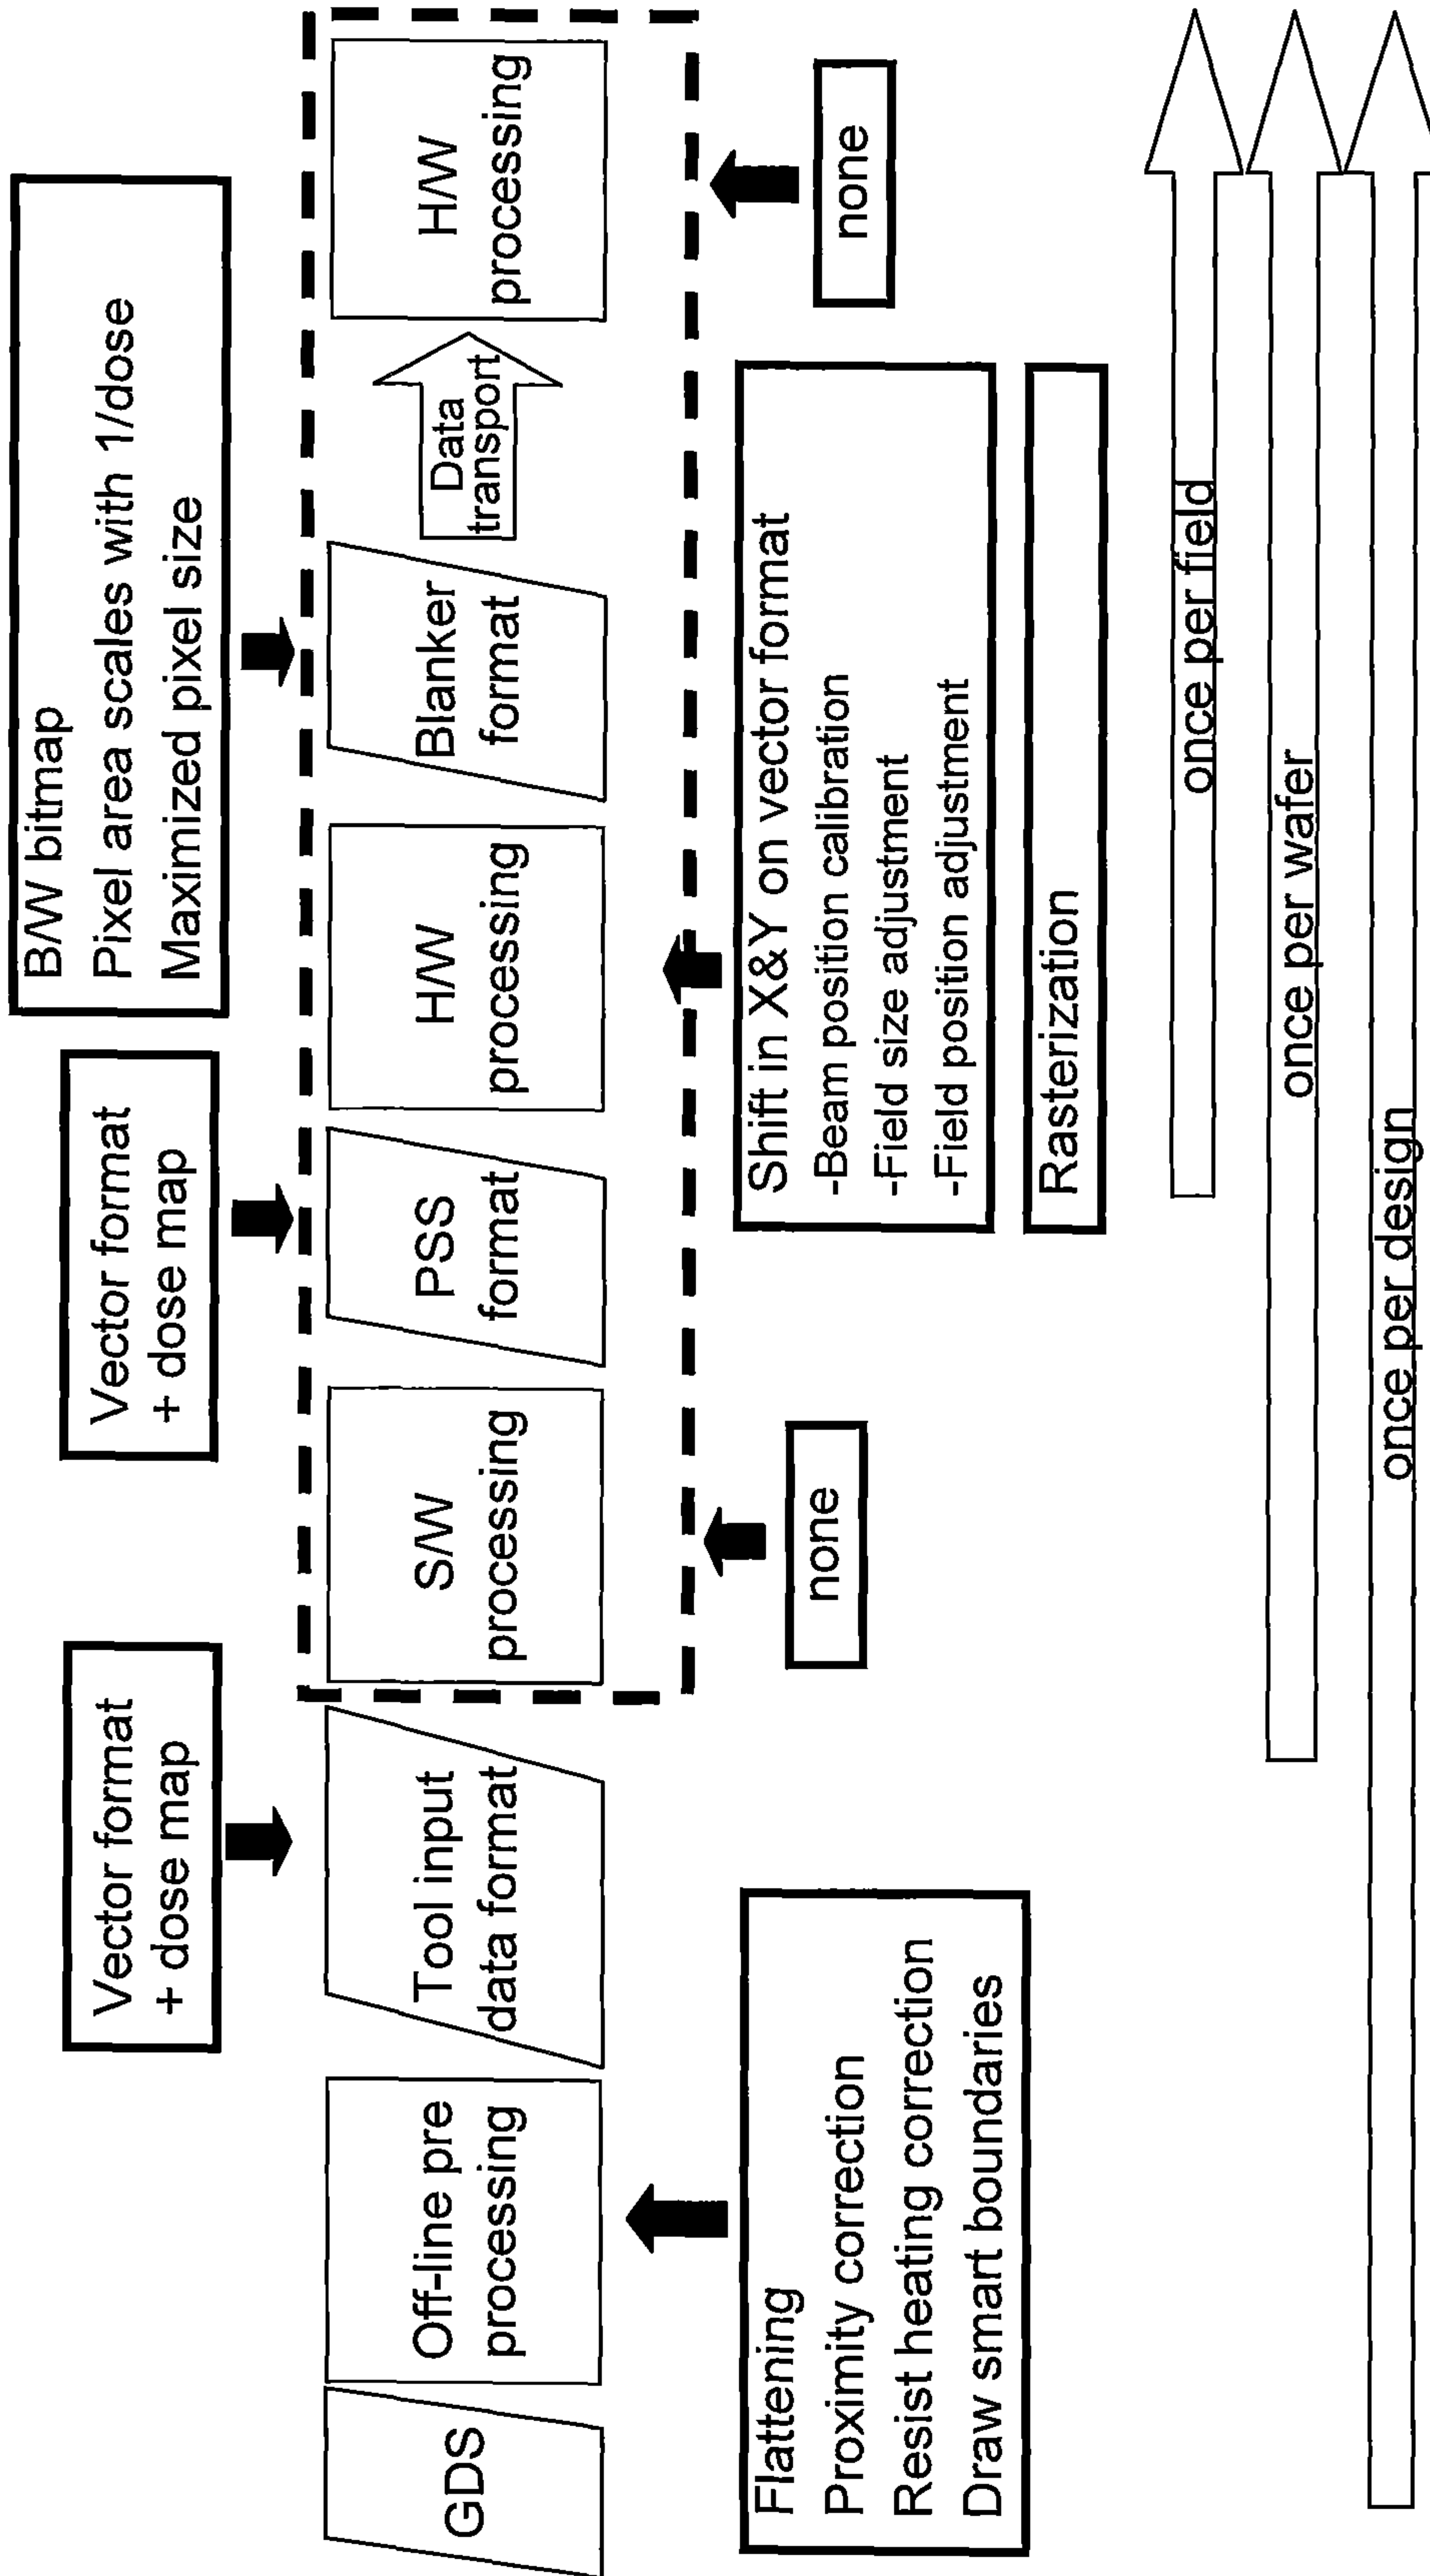 Vector format
+ dose map
Vector format
+ dose map
B/W bitmap
Pixel area scales with 1/dose
Maximized pixel size
GDS
Off-line pre
processing
Tool input
data format
S/W
processing
PSS
format
H/W
processing
Blanker
format
Data
transport
H/W
processing
Flattening
Proximity correction
Resist heating correction
Draw smart boundaries
none
Shift in X&Y on vector format
-Beam position calibration
-Field size adjustment
-Field position adjustment
Rasterization
none
once per field
once per wafer
once per design